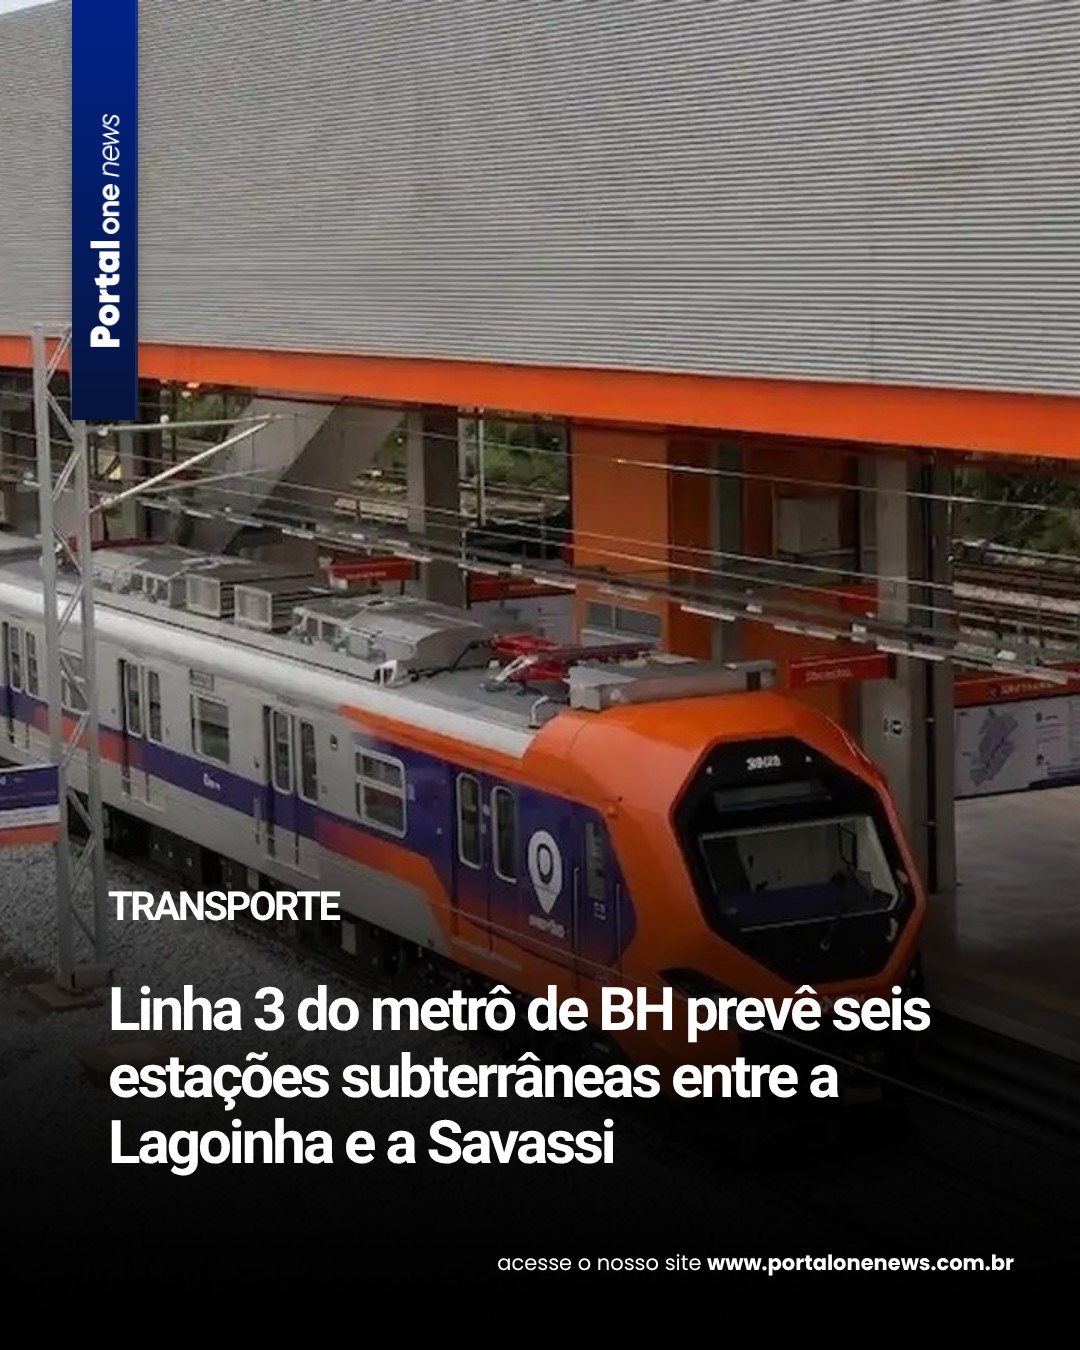 Portal one news
TRANSPORTE
Linha 3 do metrô de BH prevê seis
estações subterrâneas entre a
Lagoinha e a Savassi
acesse o nosso site www.portalonenews.com.br